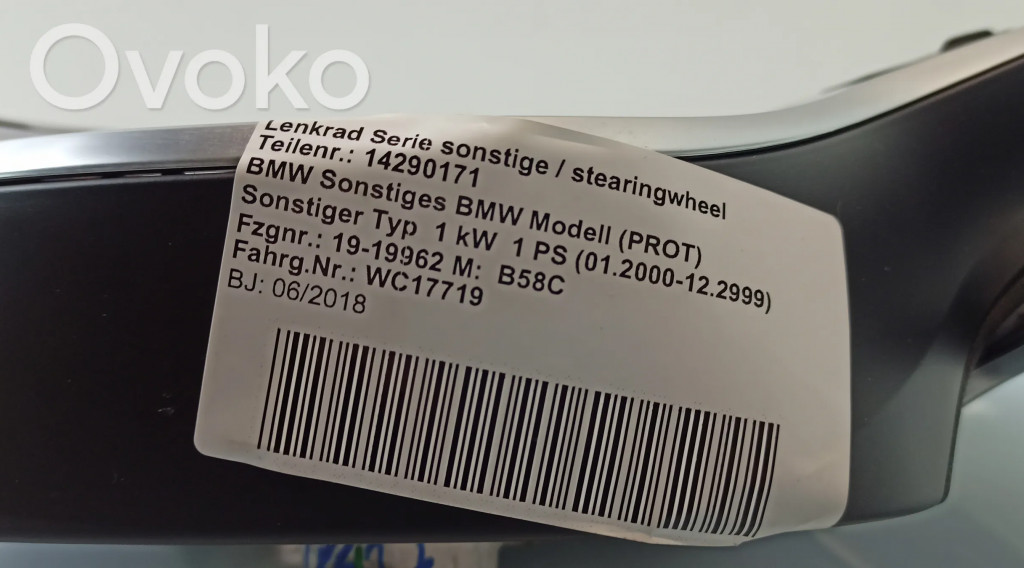 Ovoko
Lenkrad Serie sonstige / stearingwheel
Teilenr.: 14290171
BMW Sonstiges BMW Modell (PROT)
Sonstiger Typ 1 kW 1 PS (01.2000-12.2999)
Fzgnr.: 19-19962 M: B58C
Fahrg.Nr.: WC17719
BJ: 06/2018